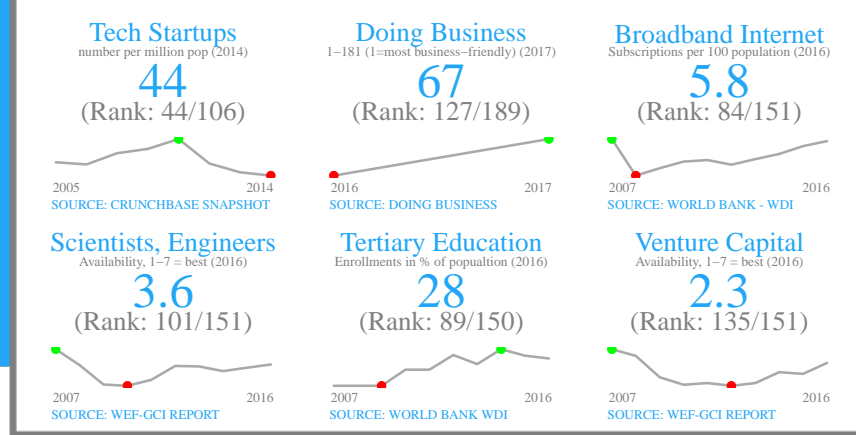 Tech Startups
number per million pop (2014)
44
(Rank: 44/106)
2005 2014
SOURCE: CRUNCHBASE SNAPSHOT
Doing Business
1−181 (1=most business−friendly) (2017)
67
(Rank: 127/189)
2016 2017
SOURCE: DOING BUSINESS
Broadband Internet
Subscriptions per 100 population (2016)
5.8
(Rank: 84/151)
2007 2016
SOURCE: WORLD BANK - WDI
Scientists, Engineers
Availability, 1−7 = best (2016)
3.6
(Rank: 101/151)
2007 2016
SOURCE: WEF-GCI REPORT
Tertiary Education
Enrollments in % of popualtion (2016)
28
(Rank: 89/150)
2007 2016
SOURCE: WORLD BANK WDI
Venture Capital
Availability, 1−7 = best (2016)
2.3
(Rank: 135/151)
2007 2016
SOURCE: WEF-GCI REPORT